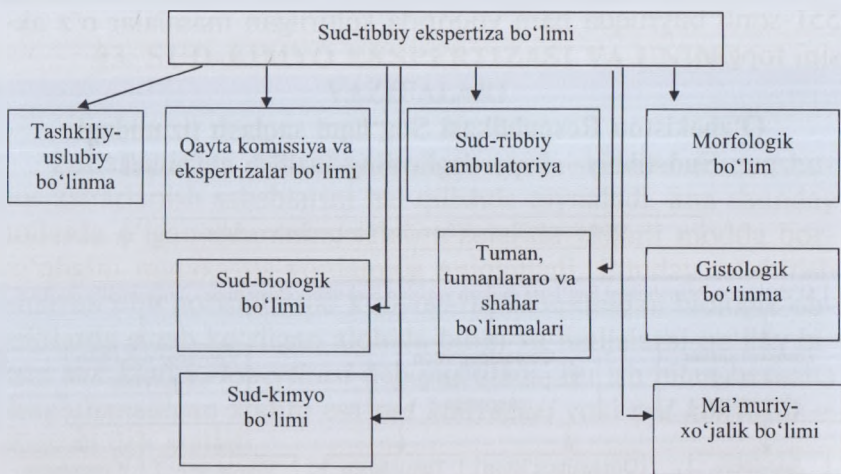 Sud-tibbiy ekspertiza bo‘limi
Tashkiliy-
uslubiy
bo‘linma
Qayta komissiya va
ekspertizalar bo‘limi
Sud-Tibbiy
ambulatoriya
Morfologik
bo‘lim
Sud-biologik
bo‘limi
Tuman,
tumanlararo va
shahar
bo`linmalari
Gistologik
bo‘linma
Sud-kimyo
bo‘limi
Ma’muriy-
xo‘jalik bo‘limi